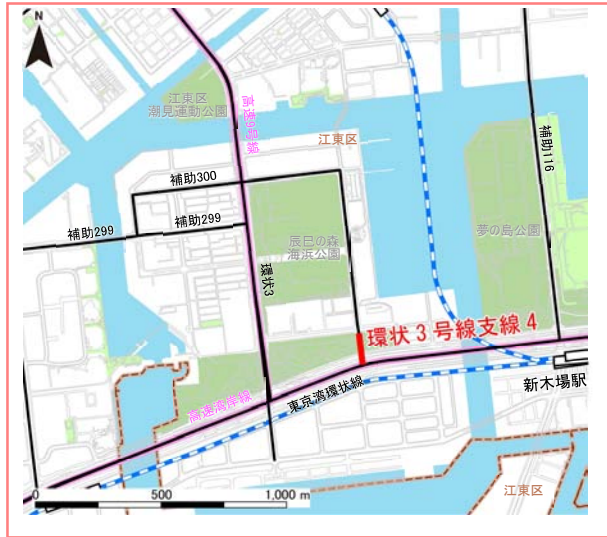 N
江東区
潮見運動公園
高速9号線
江東区
補助116
補助300
補助299
補助299
辰巳の森
海浜公園
夢の島公園
環状3
環状3号線支線4
新木場駅
東京湾環状線
高速湾岸線
0 500 1,000 m
江東区